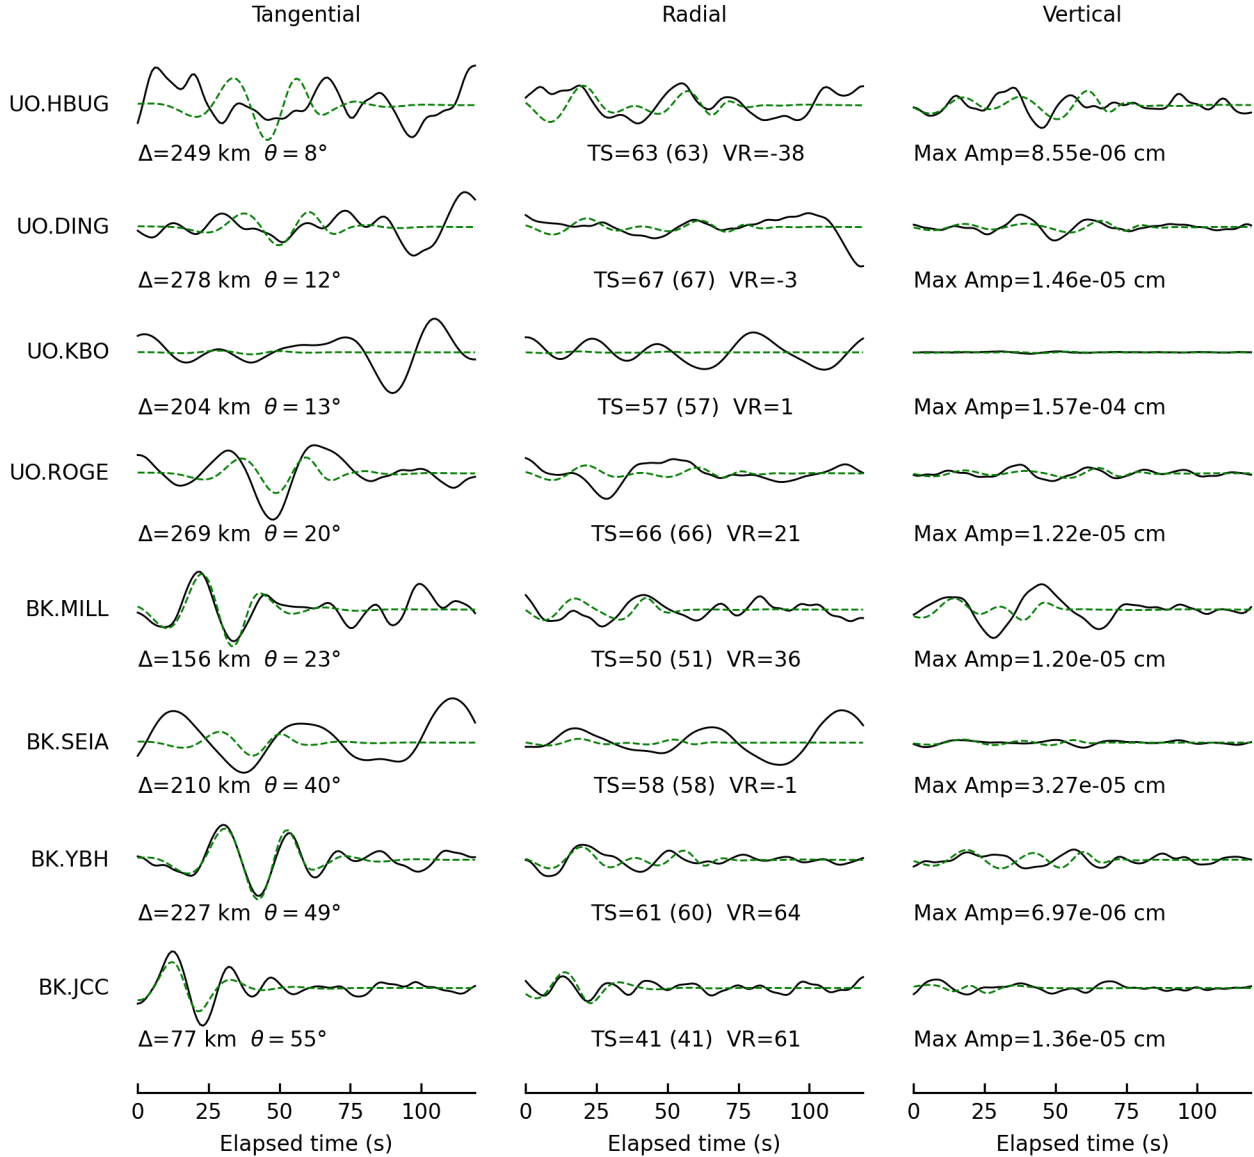 Tangential Radial Vertical
UO.HBUG
Δ=249 km θ = 8° TS=63 (63) VR=-38 Max Amp=8.55e-06 cm
UO.DING
Δ=278 km θ = 12° TS=67 (67) VR=-3 Max Amp=1.46e-05 cm
UO.KBO
Δ=204 km θ = 13° TS=57 (57) VR=1 Max Amp=1.57e-04 cm
UO.ROGE
Δ=269 km θ = 20° TS=66 (66) VR=21 Max Amp=1.22e-05 cm
BK.MILL
Δ=156 km θ = 23° TS=50 (51) VR=36 Max Amp=1.20e-05 cm
BK.SEIA
Δ=210 km θ = 40° TS=58 (58) VR=-1 Max Amp=3.27e-05 cm
BK.YBH
Δ=227 km θ = 49° TS=61 (60) VR=64 Max Amp=6.97e-06 cm
BK.JCC
Δ=77 km θ = 55° TS=41 (41) VR=61 Max Amp=1.36e-05 cm
0 25 50 75 100 0 25 50 75 100 0 25 50 75 100
Elapsed time (s) Elapsed time (s) Elapsed time (s)